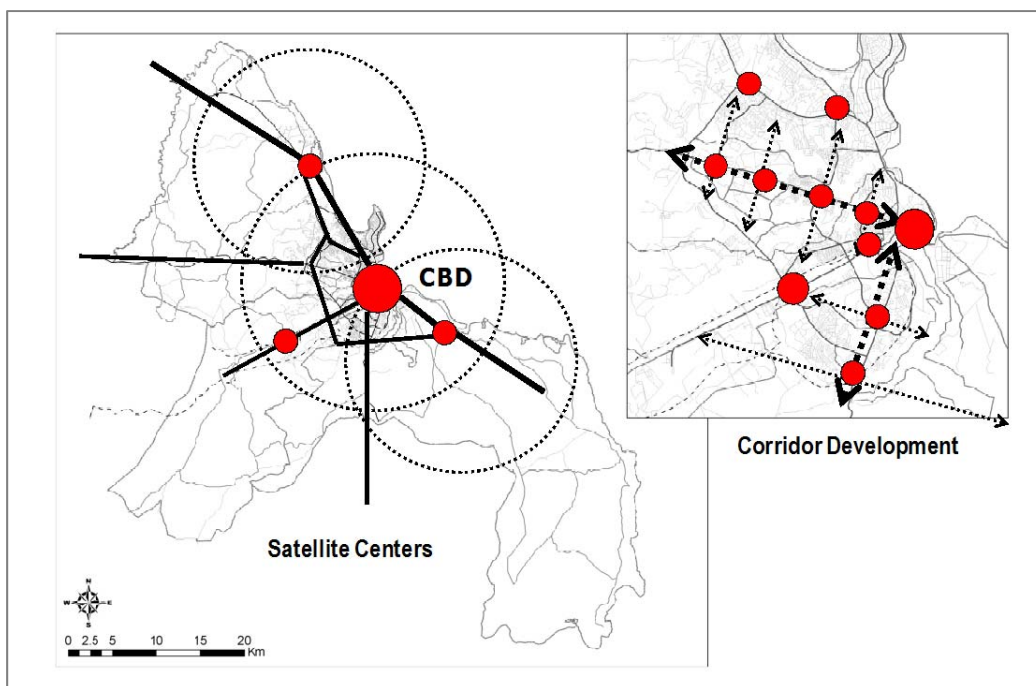 CBD
Corridor Development
Satellite Centers
N
W E
S
0 2.5 5 10 15 20
Km